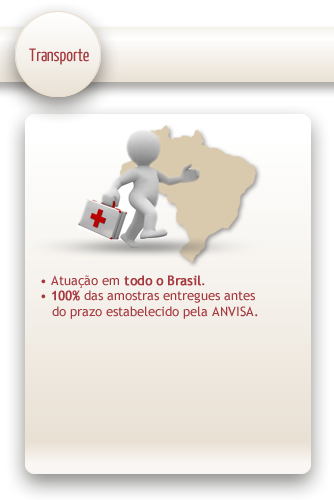 Transporte
• Atuação em todo o Brasil.
• 100% das amostras entregues antes
do prazo estabelecido pela ANVISA.